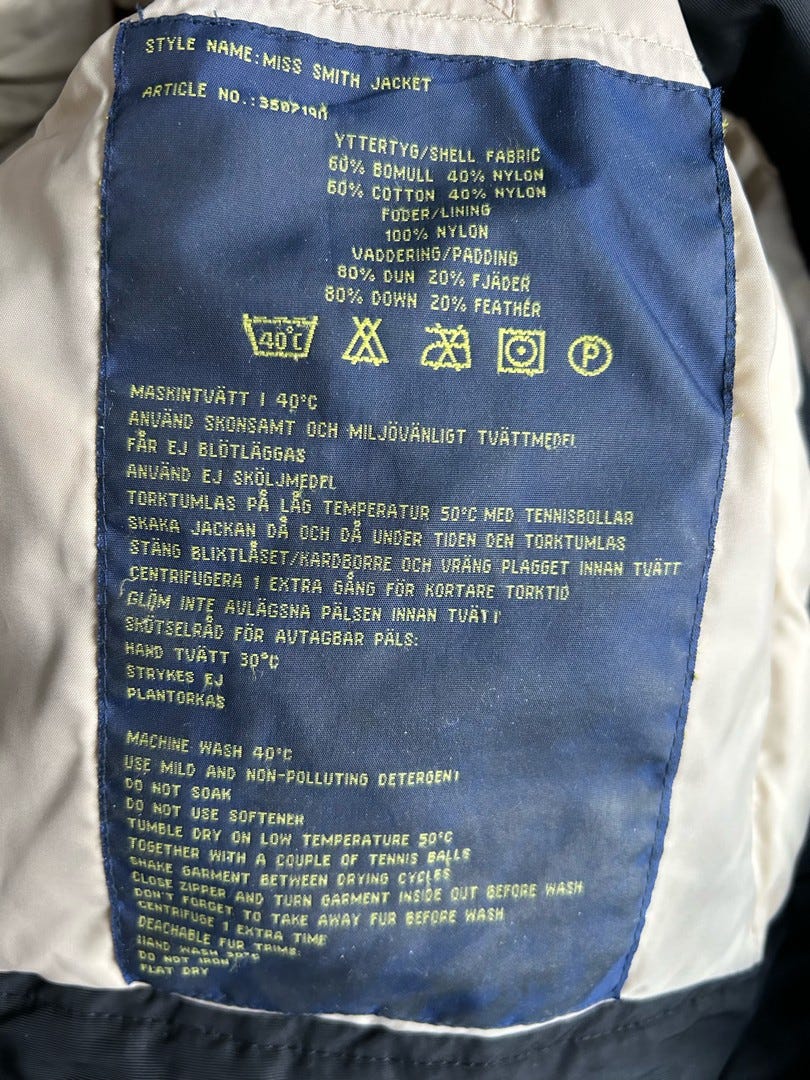 STYLE NAME:MISS SMITH JACKET
ARTICLE NO.:
YTTERTYG/SHELL FABRIC
60% BOMULL 40% NYLON
60% COTTON 40% NYLON
FODER/LINING
100% NYLON
VADDERING/PADDING
80% DUN 20% FJÄDER
80% DOWN 20% FEATHER
40°C P
MASKINTVÄTT I 40°C
ANVÄND SKONSAMT OCH MILJÖVÄNLIGT TVÄTTMEDEL
FÅR EJ BLÖTLÄGGAS
ANVÄND EJ SKÖLJMEDEL
TORKTUMLAS PÅ LÅG TEMPERATUR 50°C MED TENNISBOLLAR
SKAKA JACKAN DÅ OCH DÅ UNDER TIDEN DEN TORKTUMLAS
STÄNG BLIXTLÅSET/KARDBORRE OCH VRÄNG PLAGGET INNAN TVÄTT
CENTRIFUGERA 1 EXTRA GÅNG FÖR KORTARE TORKTID
GLÖM INTE AVLÄGSNA PÄLSEN INNAN TVÄTT
SKÖTSELRÅD FÖR AVTAGBAR PÄLS:
HAND TVÄTT 30°C
STRYKES EJ
PLANTORKAS
MACHINE WASH 40°C
USE MILD AND NON-POLLUTING DETERGENT
DO NOT SOAK
DO NOT USE SOFTENER
TUMBLE DRY ON LOW TEMPERATURE 50°C
TOGETHER WITH A COUPLE OF TENNIS BALLS
SHAKE GARMENT BETWEEN DRYING CYCLES
CLOSE ZIPPER AND TURN GARMENT INSIDE OUT BEFORE WASH
DON'T FORGET TO TAKE AWAY FUR BEFORE WASH
CENTRIFUGE 1 EXTRA TIME
DEACHABLE FUR TRIMS:
HAND WASH 30°C
DO NOT IRON
FLAT DRY